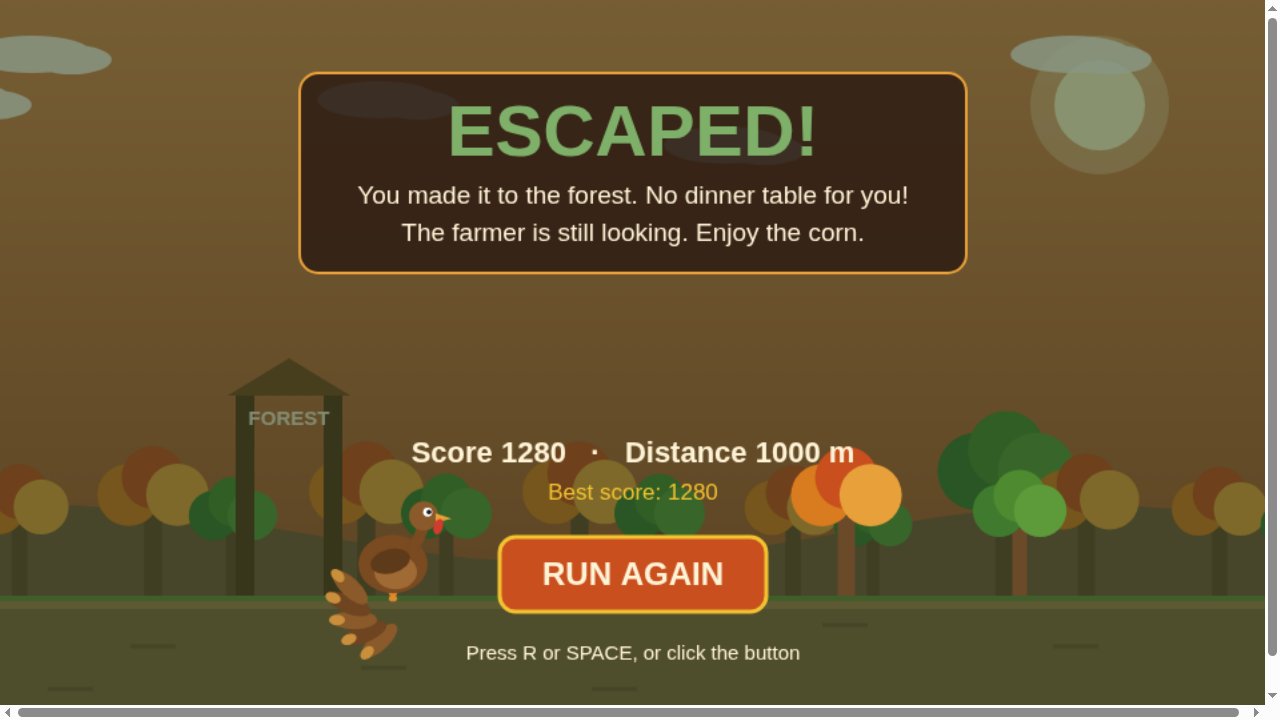 ESCAPED!
You made it to the forest. No dinner table for you!
The farmer is still looking. Enjoy the corn.
FOREST
Score 1280 · Distance 1000 m
Best score: 1280
RUN AGAIN
Press R or SPACE, or click the button